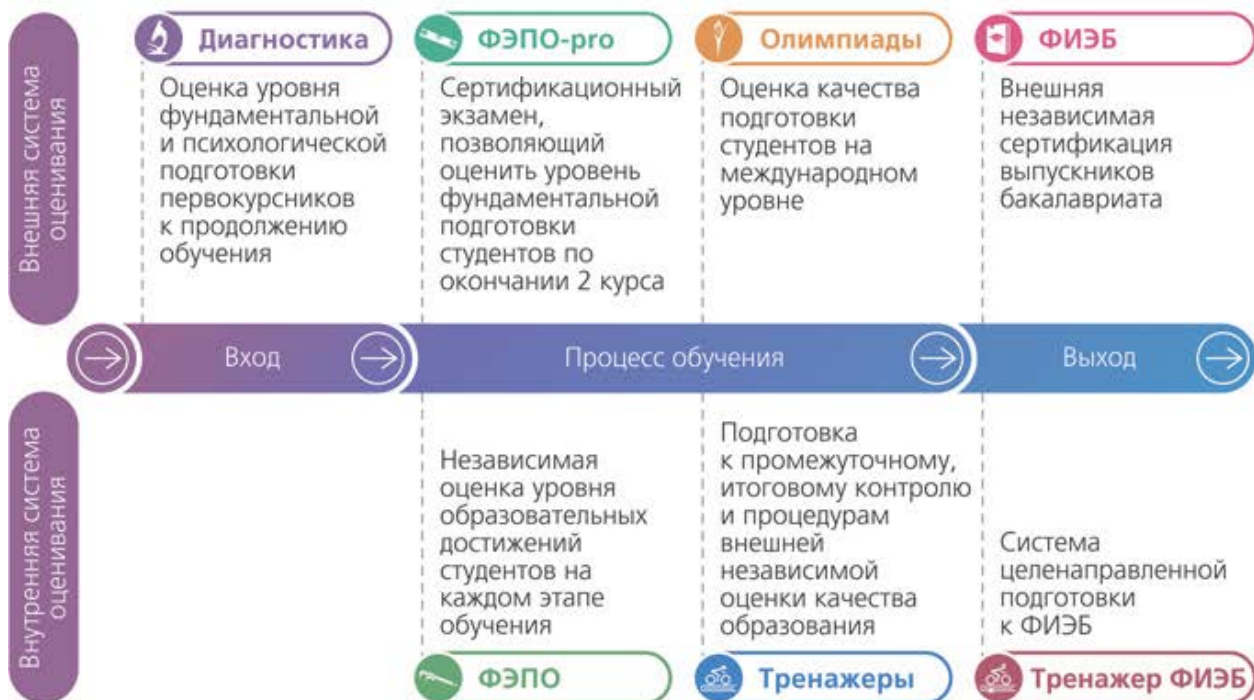 Внешняя система
оценивания
Диагностика
Оценка уровня
фундаментальной
и психологической
подготовки
первокурсников
к продолжению
обучения
ФЭПО-pro
Сертификационный
экзамен,
позволяющий
оценить уровень
фундаментальной
подготовки
студентов по
окончании 2 курса
Олимпиады
Оценка качества
подготовки
студентов на
международном
уровне
ФИЭБ
Внешняя
независимая
сертификация
выпускников
бакалавриата
Вход
Процесс обучения
Выход
Внутренняя система
оценивания
Независимая
оценка уровня
образовательных
достижений
студентов на
каждом этапе
обучения
ФЭПО
Подготовка
к промежуточному,
итоговому контролю
и процедурам
внешней
независимой
оценки качества
образования
Тренажеры
Система
целенаправленной
подготовки
к ФИЭБ
Тренажер ФИЭБ